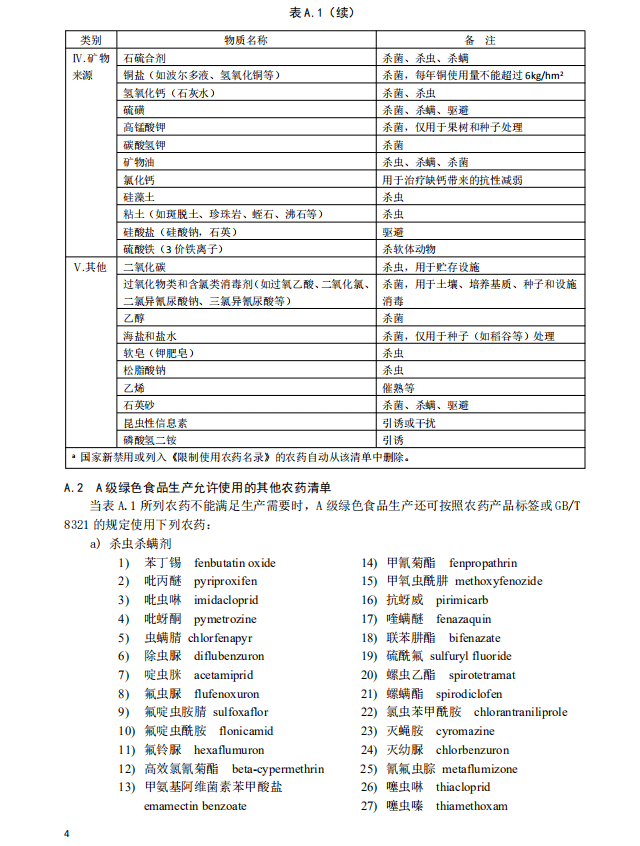 表 A.1（续）
类别 物质名称 备 注
Ⅳ.矿物 石硫合剂 杀菌、杀虫、杀螨
来源 铜盐（如波尔多液、氢氧化铜等） 杀菌，每年铜使用量不能超过 6kg/hm²
氢氧化钙（石灰水） 杀菌、杀虫
硫磺 杀菌、杀螨、驱避
高锰酸钾 杀菌，仅用于果树和种子处理
碳酸氢钾 杀菌
矿物油 杀虫、杀螨、杀菌
氯化钙 用于治疗缺钙带来的抗性减弱
硅藻土 杀虫
粘土（如斑脱土、珍珠岩、蛭石、沸石等） 杀虫
硅酸盐（硅酸钠，石英） 驱避
硫酸铁（3 价铁离子） 杀软体动物
Ⅴ.其他 二氧化碳 杀虫，用于贮存设施
过氧化物类和含氯类消毒剂（如过氧乙酸、二氧化氯、 杀菌，用于土壤、培养基质、种子和设施
二氯异氰尿酸钠、三氯异氰尿酸等） 消毒
乙醇 杀菌
海盐和盐水 杀菌，仅用于种子（如稻谷等）处理
软皂（钾肥皂） 杀虫
松脂酸钠 杀虫
乙烯 催熟等
石英砂 杀菌、杀螨、驱避
昆虫性信息素 引诱或干扰
磷酸氢二铵 引诱
ᵃ 国家新禁用或列入《限制使用农药名录》的农药自动从该清单中删除。
A.2 A 级绿色食品生产允许使用的其他农药清单
当表 A.1 所列农药不能满足生产需要时，A 级绿色食品生产还可按照农药产品标签或 GB/T
8321 的规定使用下列农药：
a) 杀虫杀螨剂
1) 苯丁锡 fenbutatin oxide
2) 吡丙醚 pyriproxifen
3) 吡虫啉 imidacloprid
4) 吡蚜酮 pymetrozine
5) 虫螨腈 chlorfenapyr
6) 除虫脲 diflubenzuron
7) 啶虫脒 acetamiprid
8) 氟虫脲 flufenoxuron
9) 氟啶虫胺腈 sulfoxaflor
10) 氟啶虫酰胺 flonicamid
11) 氟铃脲 hexaflumuron
12) 高效氯氰菊酯 beta-cypermethrin
13) 甲氨基阿维菌素苯甲酸盐
emamectin benzoate
14) 甲氰菊酯 fenpropathrin
15) 甲氧虫酰肼 methoxyfenozide
16) 抗蚜威 pirimicarb
17) 喹螨醚 fenazaquin
18) 联苯肼酯 bifenazate
19) 硫酰氟 sulfuryl fluoride
20) 螺虫乙酯 spirotetramat
21) 螺螨酯 spirodiclofen
22) 氯虫苯甲酰胺 chlorantraniliprole
23) 灭蝇胺 cyromazine
24) 灭幼脲 chlorbenzuron
25) 氰氟虫腙 metaflumizone
26) 噻虫啉 thiacloprid
27) 噻虫嗪 thiamethoxam
4